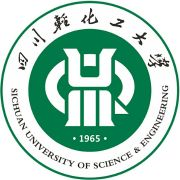 四川轻化工大学
· 1965 ·
SICHUAN UNIVERSITY OF SCIENCE & ENGINEERING